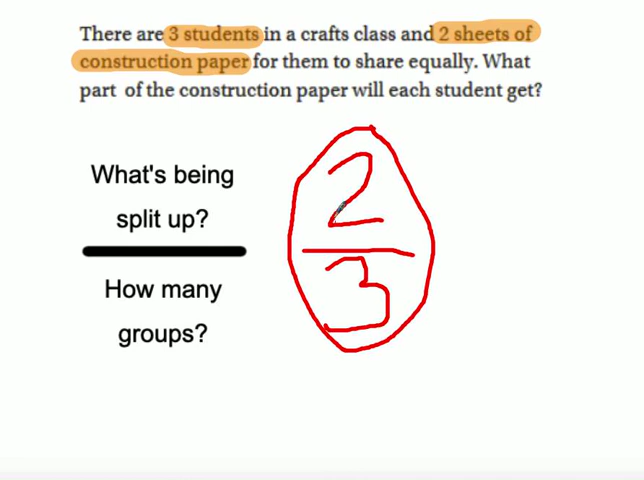 There are 3 students in a crafts class and 2 sheets of
construction paper for them to share equally. What
part of the construction paper will each student get?
What's being
split up?
How many
groups?
2
3